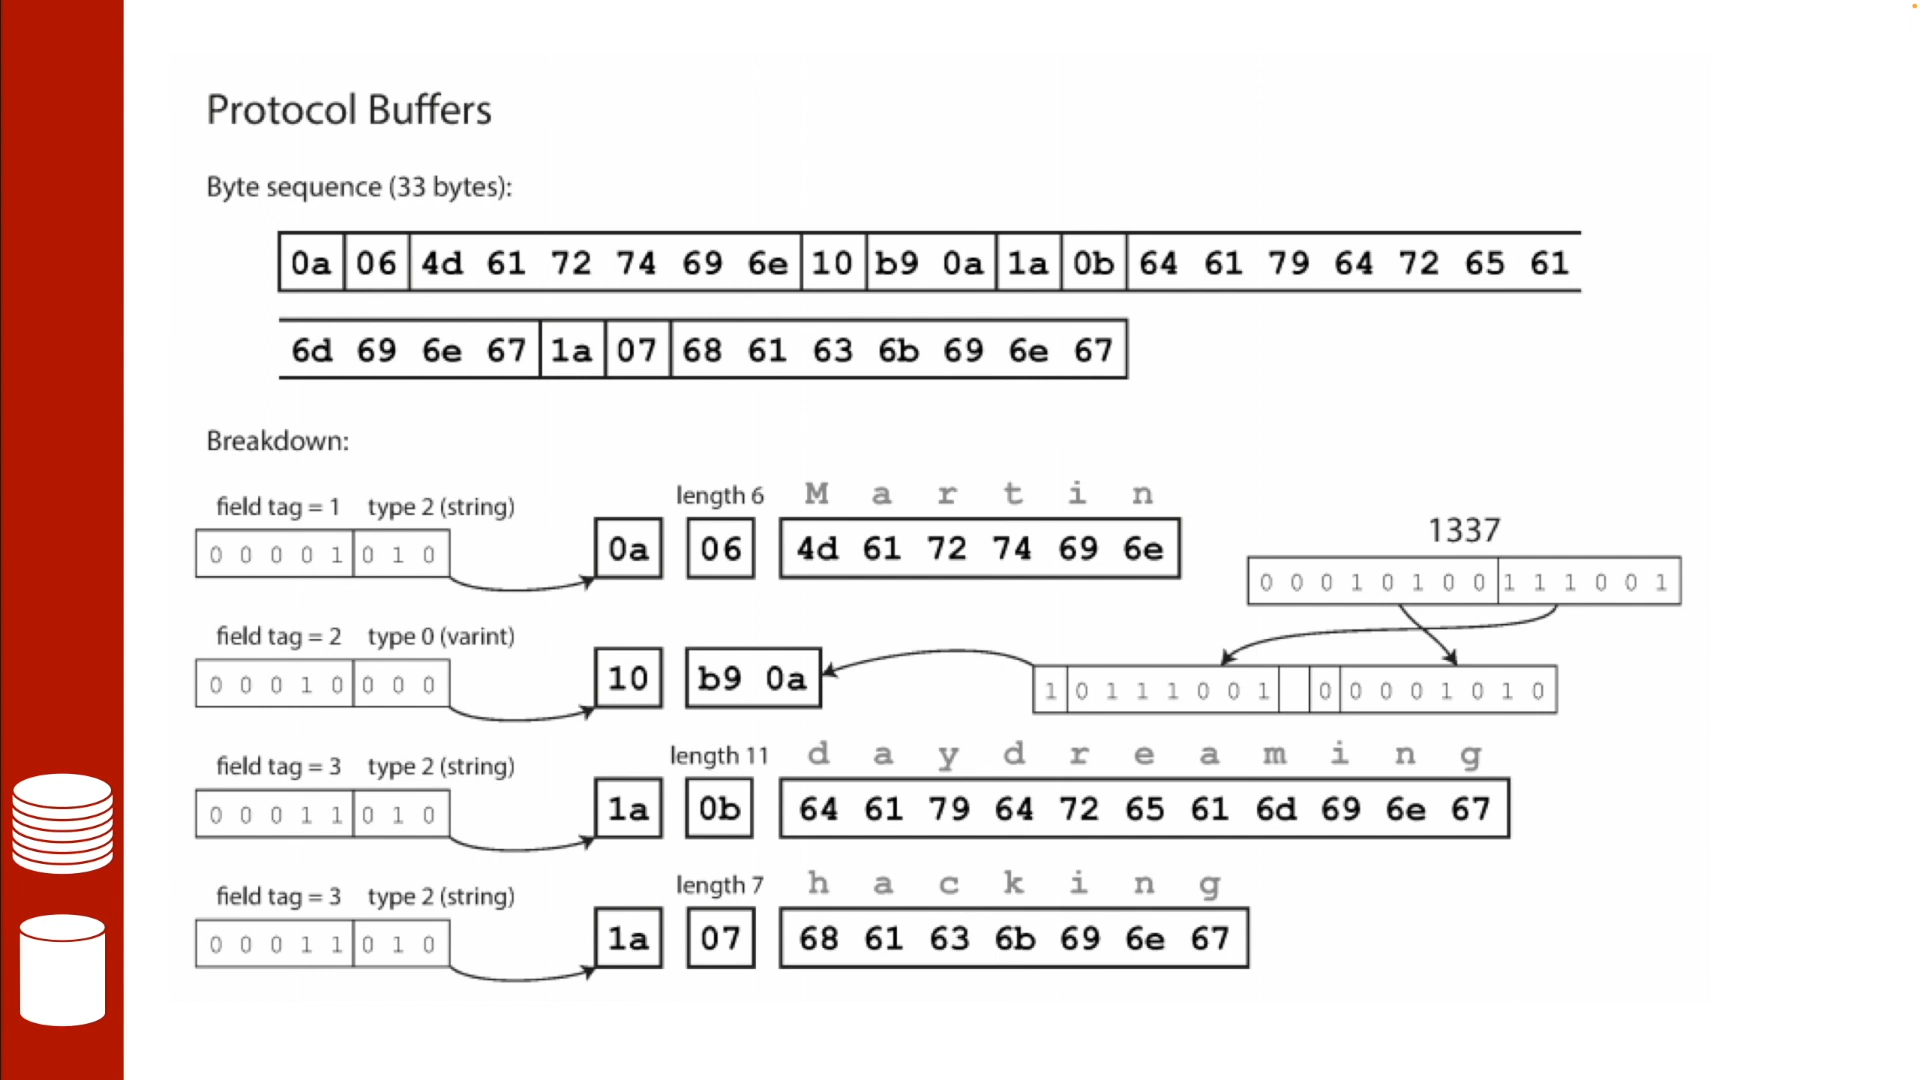 Protocol Buffers
Byte sequence (33 bytes):
0a 06 4d 61 72 74 69 6e 10 b9 0a 1a 0b 64 61 79 64 72 65 61
6d 69 6e 67 1a 07 68 61 63 6b 69 6e 67
Breakdown:
field tag = 1 type 2 (string) length 6 M a r t i n
0 0 0 0 1 0 1 0 0a 06 4d 61 72 74 69 6e
1337
0 0 0 1 0 1 0 0 1 1 1 0 0 1
field tag = 2 type 0 (varint)
0 0 0 1 0 0 0 0 10 b9 0a 1 0 1 1 1 0 0 1 0 0 0 0 1 0 1 0
field tag = 3 type 2 (string) length 11 d a y d r e a m i n g
0 0 0 1 1 0 1 0 1a 0b 64 61 79 64 72 65 61 6d 69 6e 67
field tag = 3 type 2 (string) length 7 h a c k i n g
0 0 0 1 1 0 1 0 1a 07 68 61 63 6b 69 6e 67